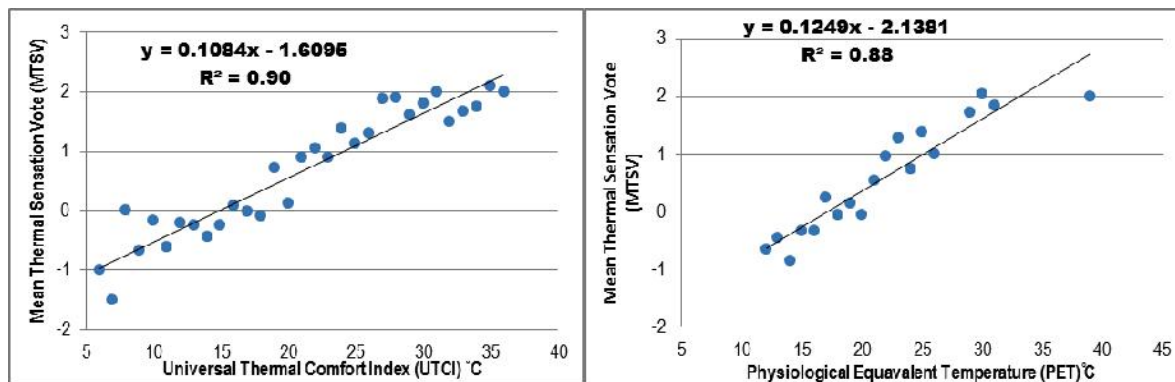 y = 0.1084x - 1.6095
R² = 0.90
Mean Thermal Sensation Vote (MTSV)
3
2
1
0
-1
-2
5 10 15 20 25 30 35 40
Universal Thermal Comfort Index (UTCI) °C
y = 0.1249x - 2.1381
R² = 0.88
Mean Thermal Sensation Vote
(MTSV]
3
2
1
0
-1
-2
5 10 15 20 25 30 35 40 45
Physiological Equavalent Temperature (PET)°C